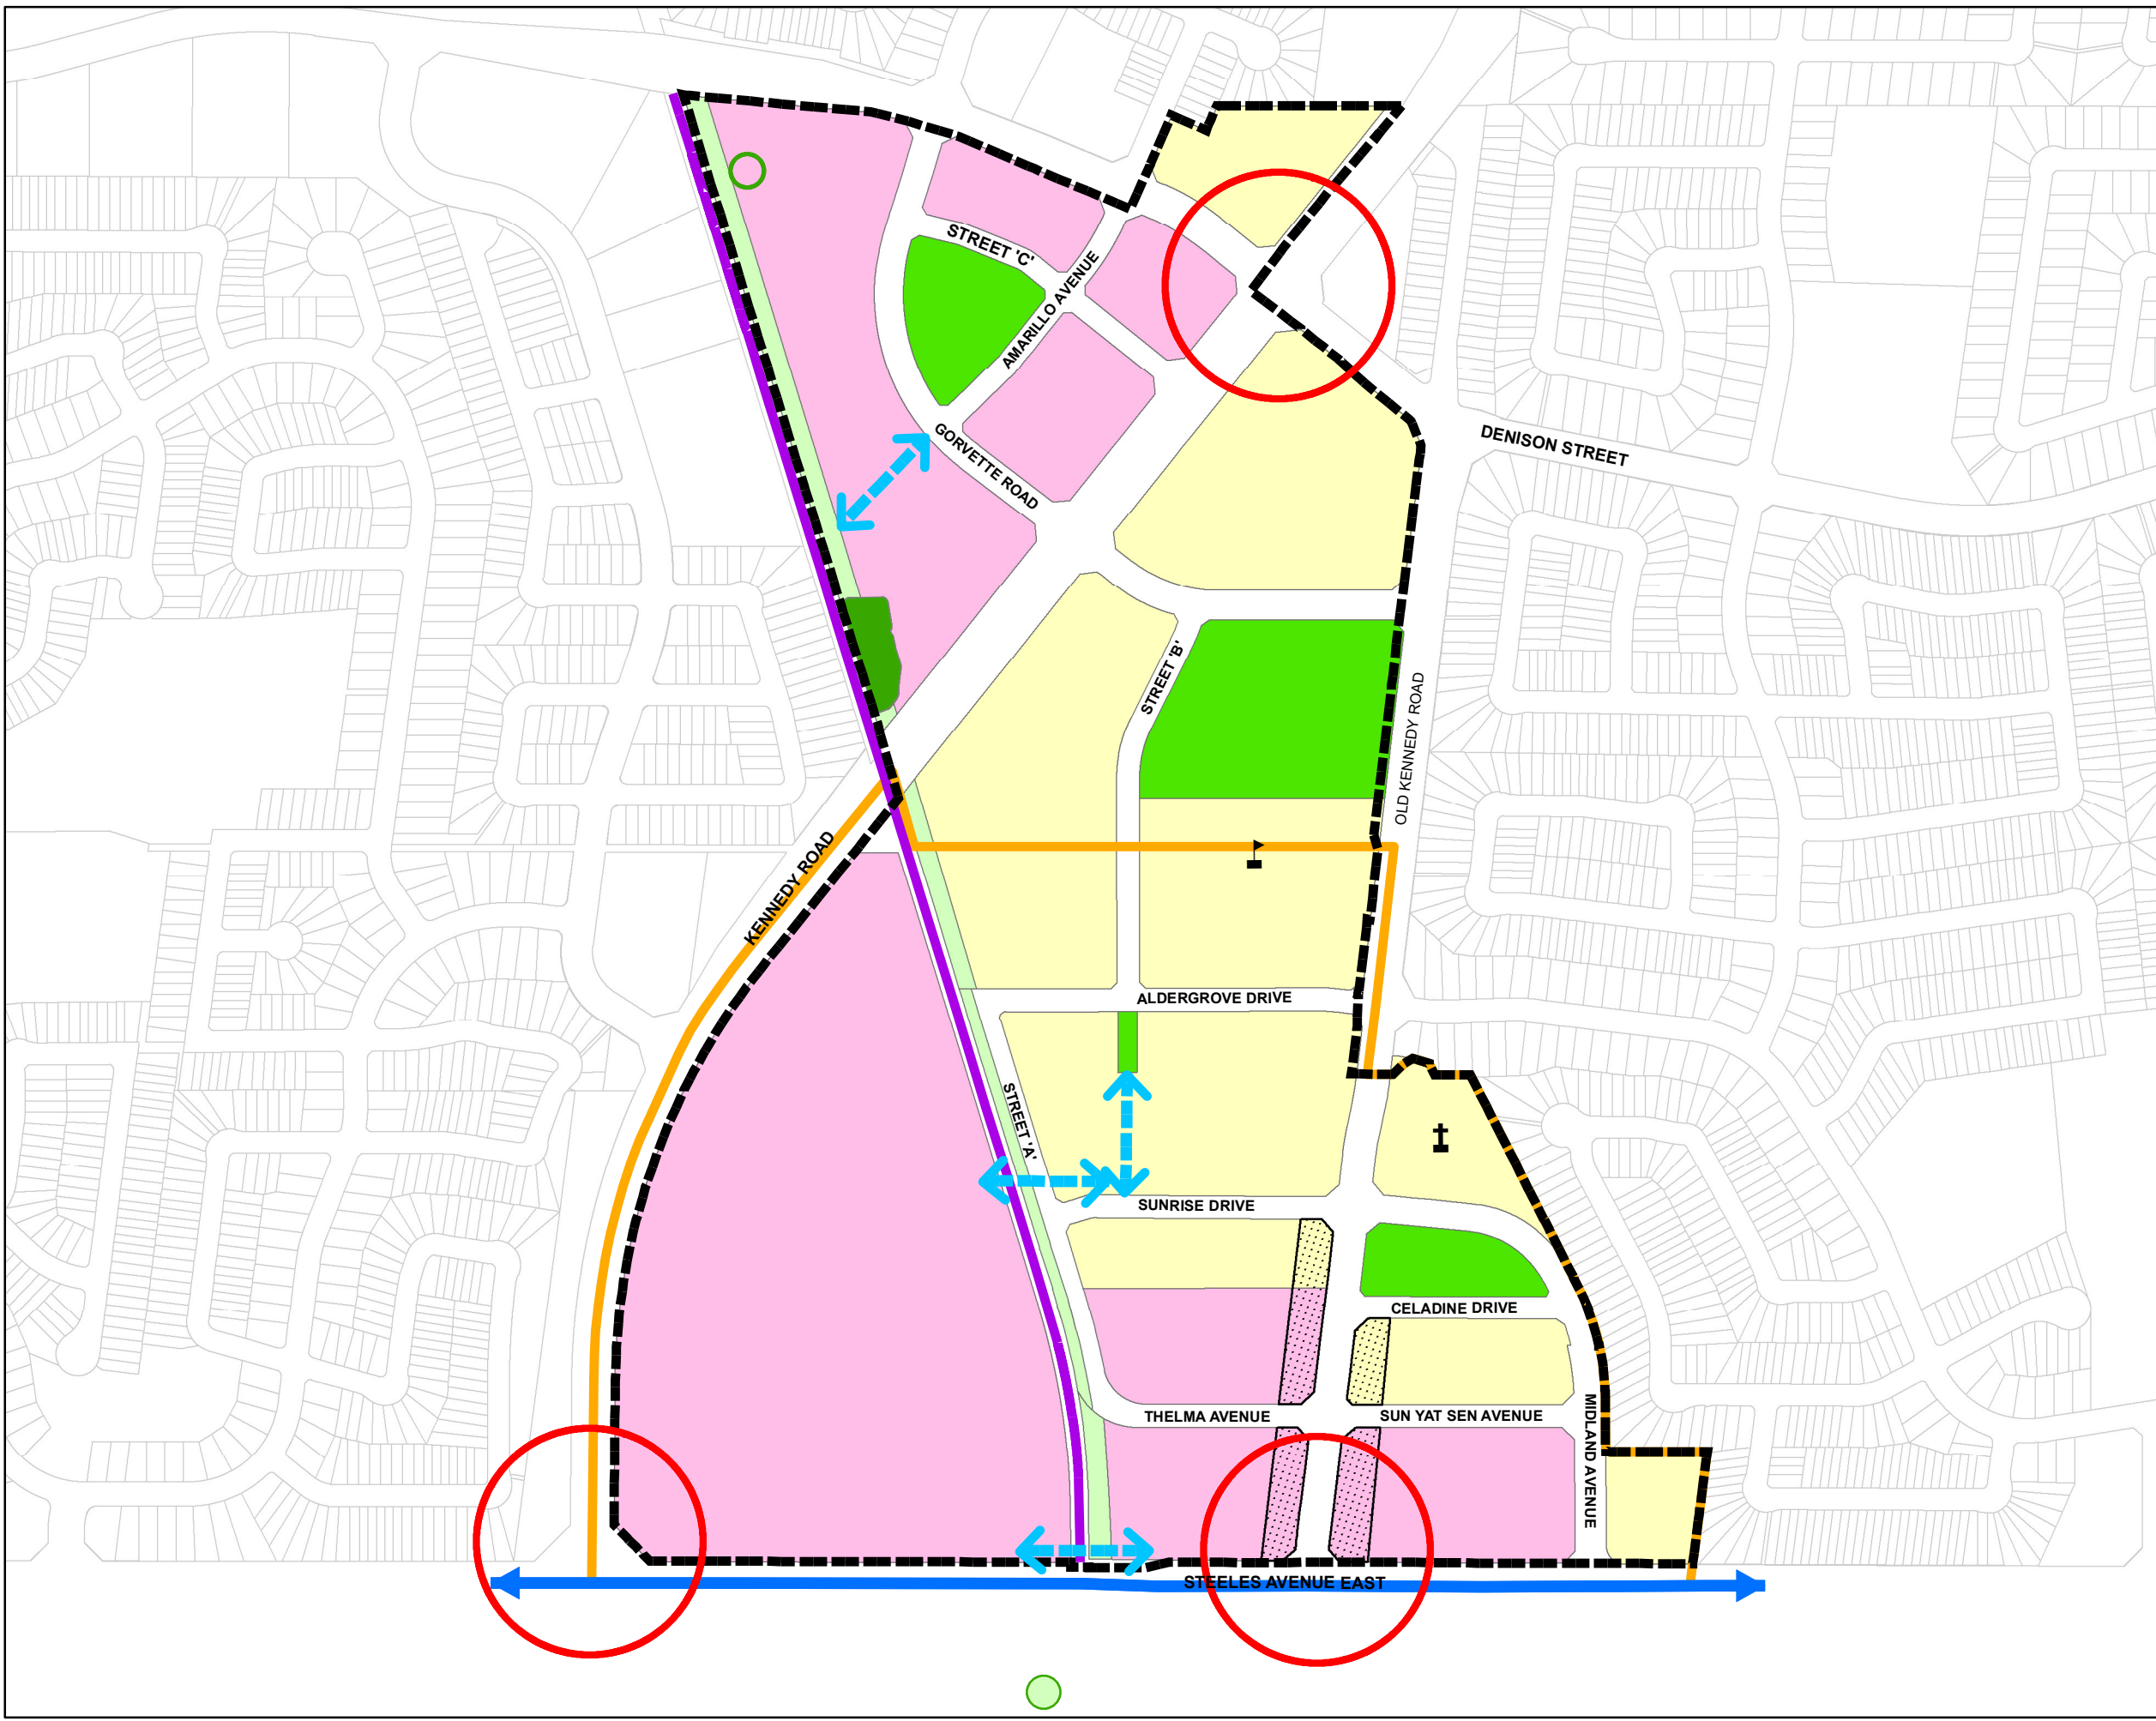 STREET 'C'
AMARILLO AVENUE
GORVETTE ROAD
DENISON STREET
STREET 'B'
OLD KENNEDY ROAD
KENNEDY ROAD
ALDERGROVE DRIVE
STREET 'A'
SUNRISE DRIVE
CELADINE DRIVE
THELMA AVENUE
SUN YAT SEN AVENUE
MIDLAND AVENUE
STEELES AVENUE EAST